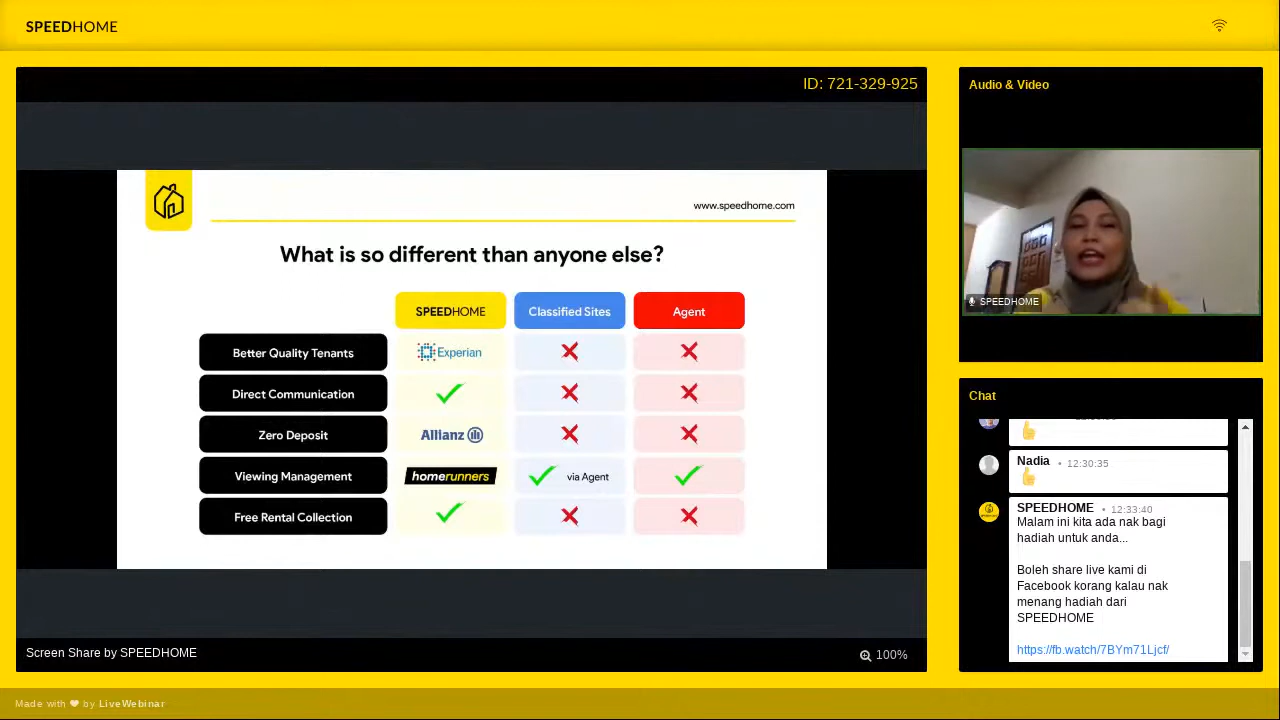 SPEEDHOME
ID: 721-329-925
www.speedhome.com
What is so different than anyone else?
SPEEDHOME Classified Sites Agent
Better Quality Tenants Experian
Direct Communication
Zero Deposit Allianz
Viewing Management homerunners via Agent
Free Rental Collection
Screen Share by SPEEDHOME
100%
Audio & Video
SPEEDHOME
Chat
Nadia • 12:30:35
SPEEDHOME • 12:33:40
Malam ini kita ada nak bagi
hadiah untuk anda...
Boleh share live kami di
Facebook korang kalau nak
menang hadiah dari
SPEEDHOME
https://fb.watch/7BYm71Ljcf/
Made with by LiveWebinar